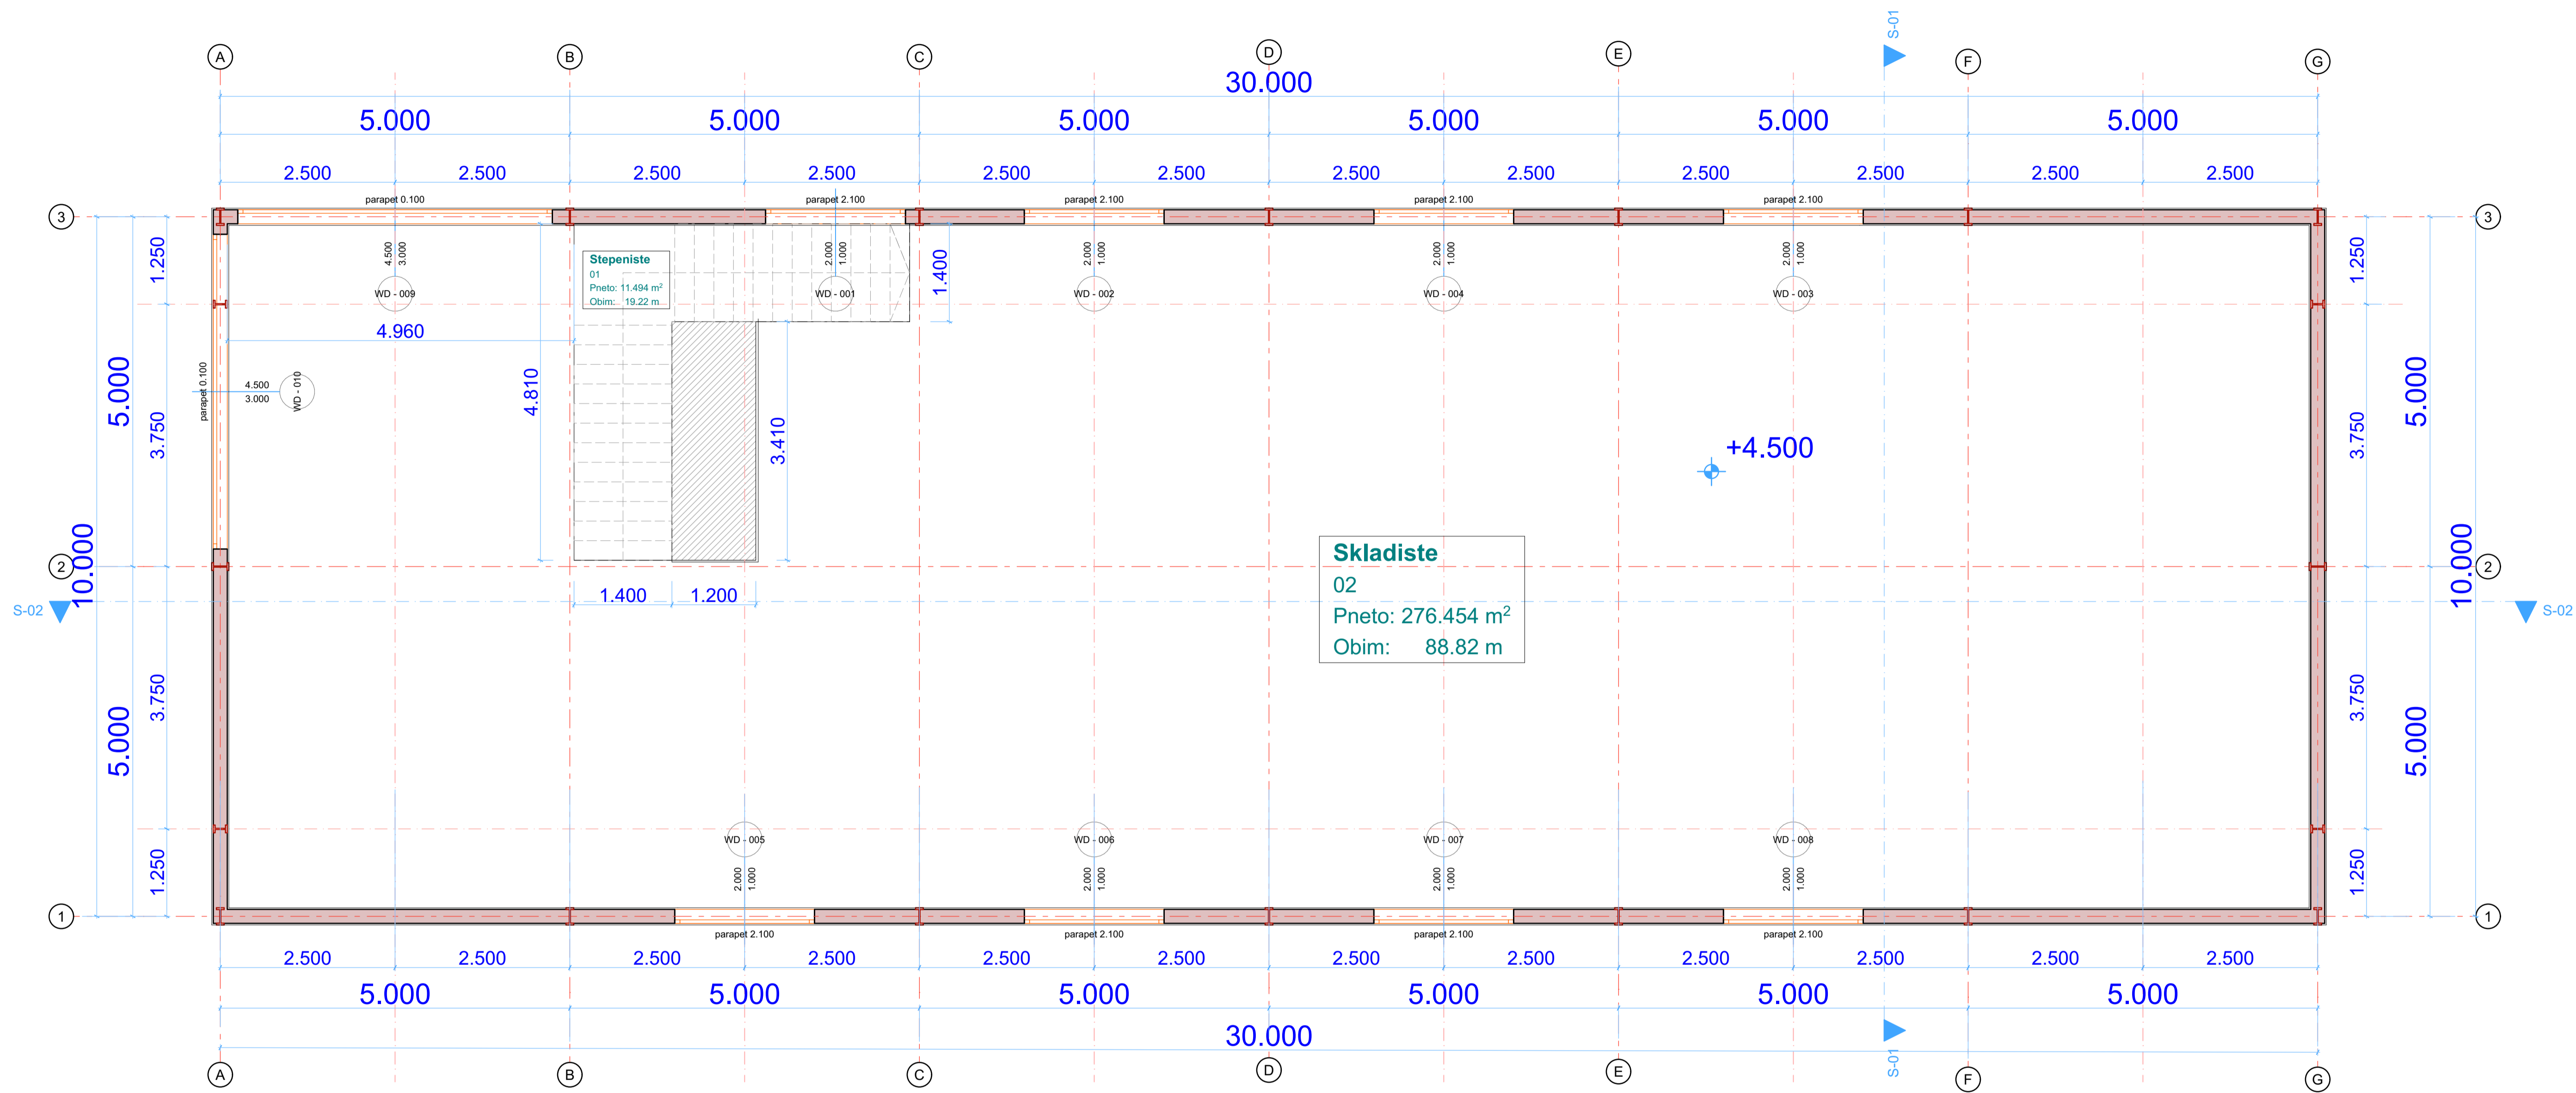 S-01
A B C D E F G
30.000
5.000 5.000 5.000 5.000 5.000 5.000
2.500 2.500 2.500 2.500 2.500 2.500 2.500 2.500 2.500 2.500 2.500 2.500
parapet 0.100 parapet 2.100 parapet 2.100 parapet 2.100 parapet 2.100
3 3
1.250 1.250
4.500 3.000
2.000 1.000
2.000 1.000
2.000 1.000
2.000 1.000
Stepeniste
01
Pneto: 11.494 m²
Obim: 19.22 m
1.400
WD - 009 WD - 001 WD - 002 WD - 004 WD - 003
4.960
parapet 0.100
4.500
3.000
WD - 010
5.000 5.000
3.750 3.750
4.810
3.410
+4.500
10.000 10.000
2 2
1.400 1.200
S-02 S-02
Skladiste
02
Pneto: 276.454 m²
Obim: 88.82 m
3.750 3.750
5.000 5.000
WD - 005 WD - 006 WD - 007 WD - 008
2.000 1.000
2.000 1.000
2.000 1.000
2.000 1.000
1.250 1.250
1 1
parapet 2.100 parapet 2.100 parapet 2.100 parapet 2.100
2.500 2.500 2.500 2.500 2.500 2.500 2.500 2.500 2.500 2.500 2.500 2.500
5.000 5.000 5.000 5.000 5.000 5.000
30.000
S-01
A B C D E F G